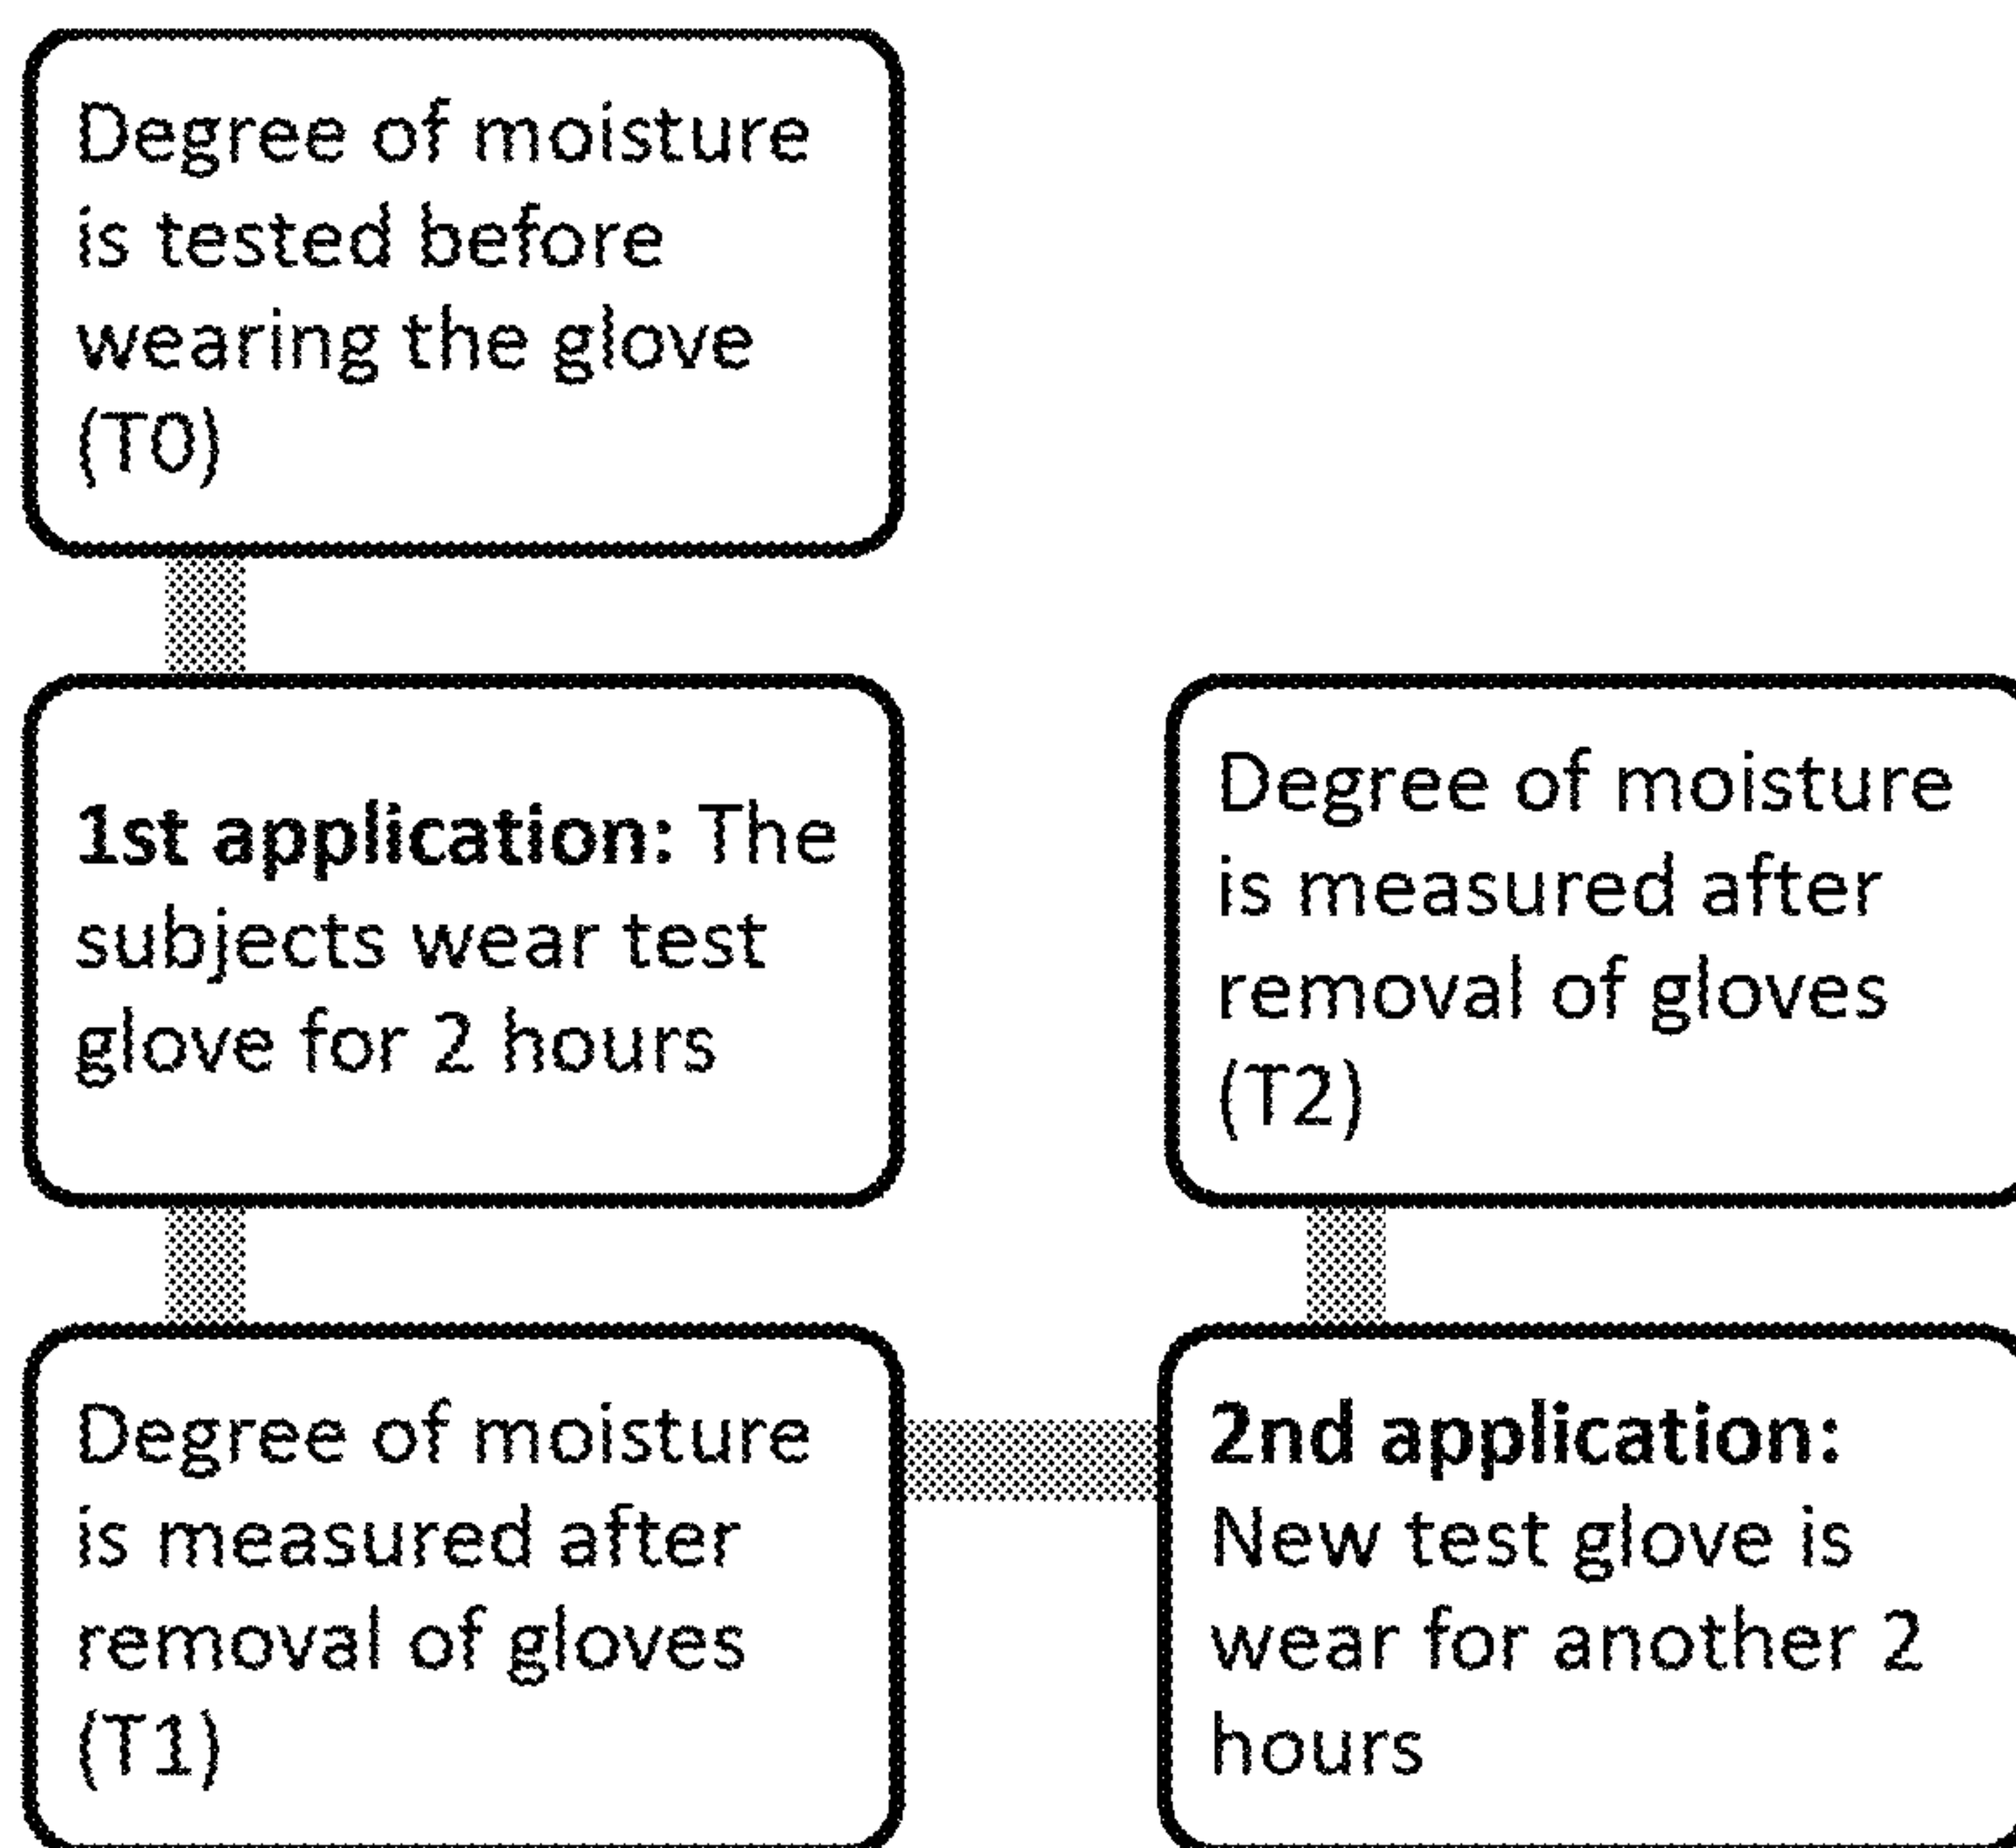 Degree of moisture
is tested before
wearing the glove
(T0)
1st application: The
subjects wear test
glove for 2 hours
Degree of moisture
is measured after
removal of gloves
(T1)
2nd application:
New test glove is
wear for another 2
hours
Degree of moisture
is measured after
removal of gloves
(T2)